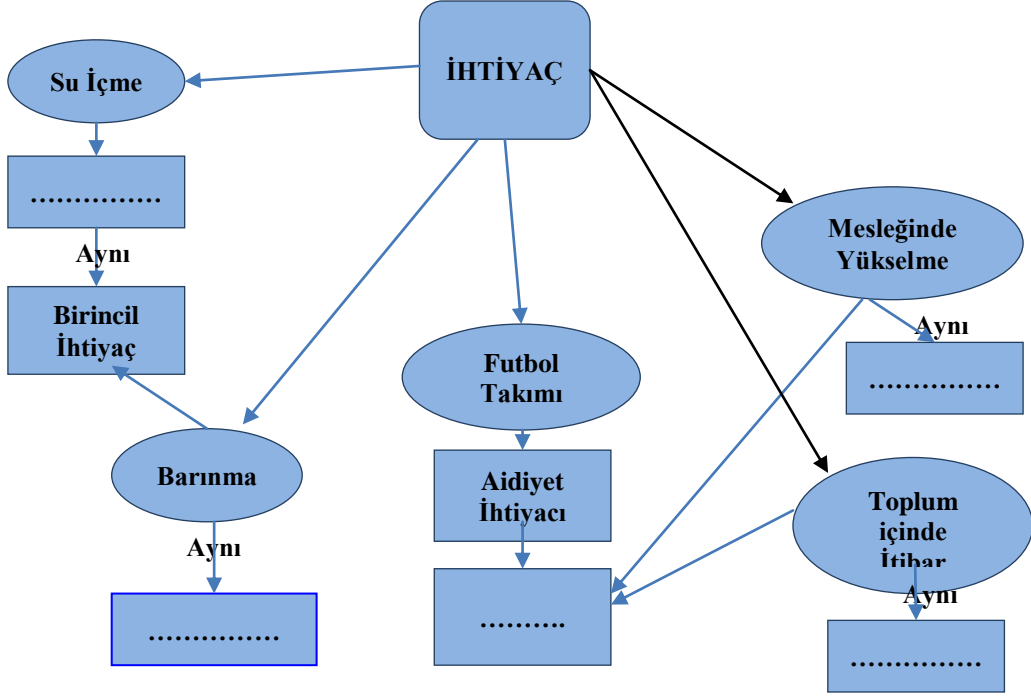 İHTİYAÇ
Su İçme
……………
Aynı
Birincil
İhtiyaç
Barınma
Aynı
……………
Futbol
Takımı
Aidiyet
İhtiyacı
……….
Mesleğinde
Yükselme
Aynı
……………
Toplum
içinde
İtibar
Aynı
……………